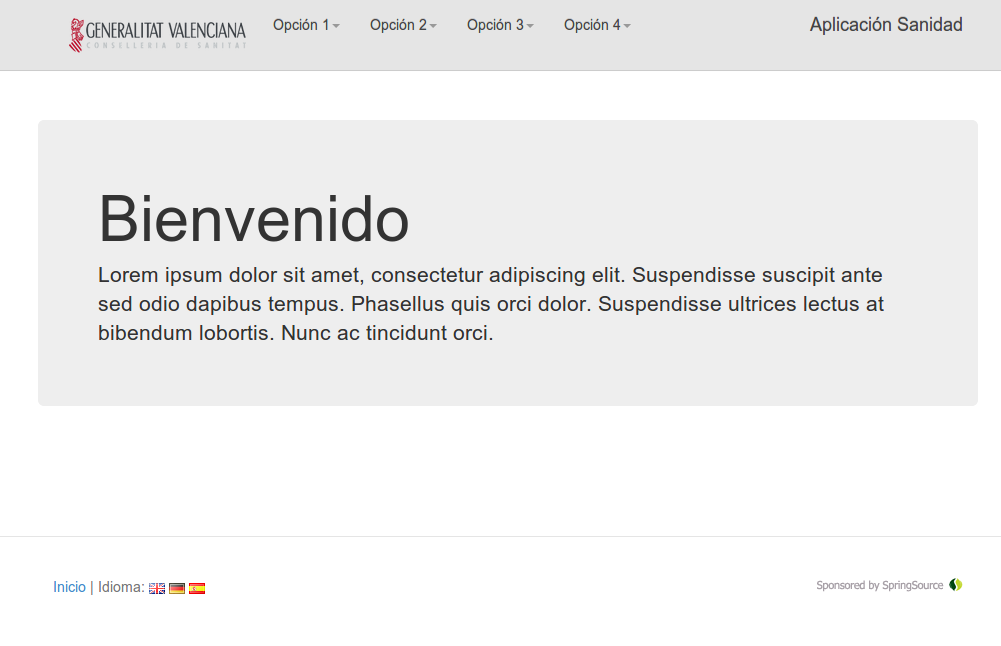 GENERALITAT VALENCIANA
CONSELLERIA DE SANITAT
Opción 1
Opción 2
Opción 3
Opción 4
Aplicación Sanidad
Bienvenido
Lorem ipsum dolor sit amet, consectetur adipiscing elit. Suspendisse suscipit ante
sed odio dapibus tempus. Phasellus quis orci dolor. Suspendisse ultrices lectus at
bibendum lobortis. Nunc ac tincidunt orci.
Inicio | Idioma:
Sponsored by SpringSource